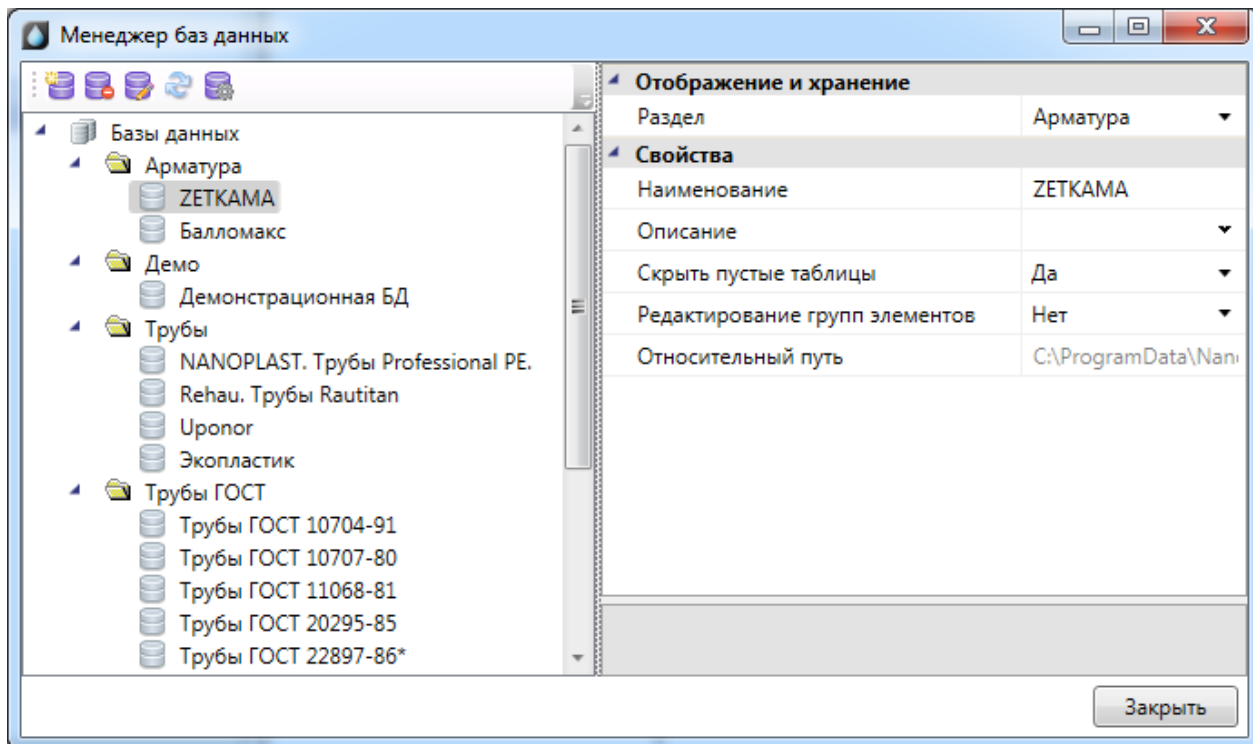 Менеджер баз данных
Базы данных
Арматура
ZETKAMA
Балломакс
Демо
Демонстрационная БД
Трубы
NANOPLAST. Трубы Professional PE.
Rehau. Трубы Rautitan
Uponor
Экопластик
Трубы ГОСТ
Трубы ГОСТ 10704-91
Трубы ГОСТ 10707-80
Трубы ГОСТ 11068-81
Трубы ГОСТ 20295-85
Трубы ГОСТ 22897-86*
Отображение и хранение
Раздел Арматура
Свойства
Наименование ZETKAMA
Описание
Скрыть пустые таблицы Да
Редактирование групп элементов Нет
Относительный путь C:\ProgramData\Nan
Закрыть